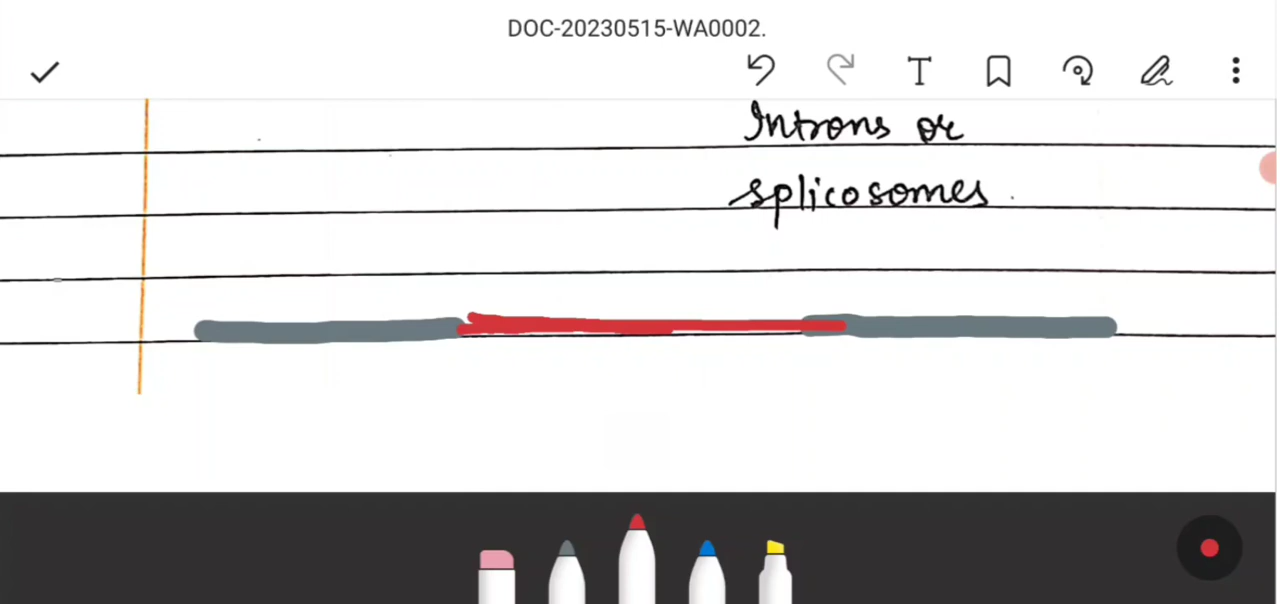 DOC-20230515-WA0002.
T
Introns or
splicosomes.